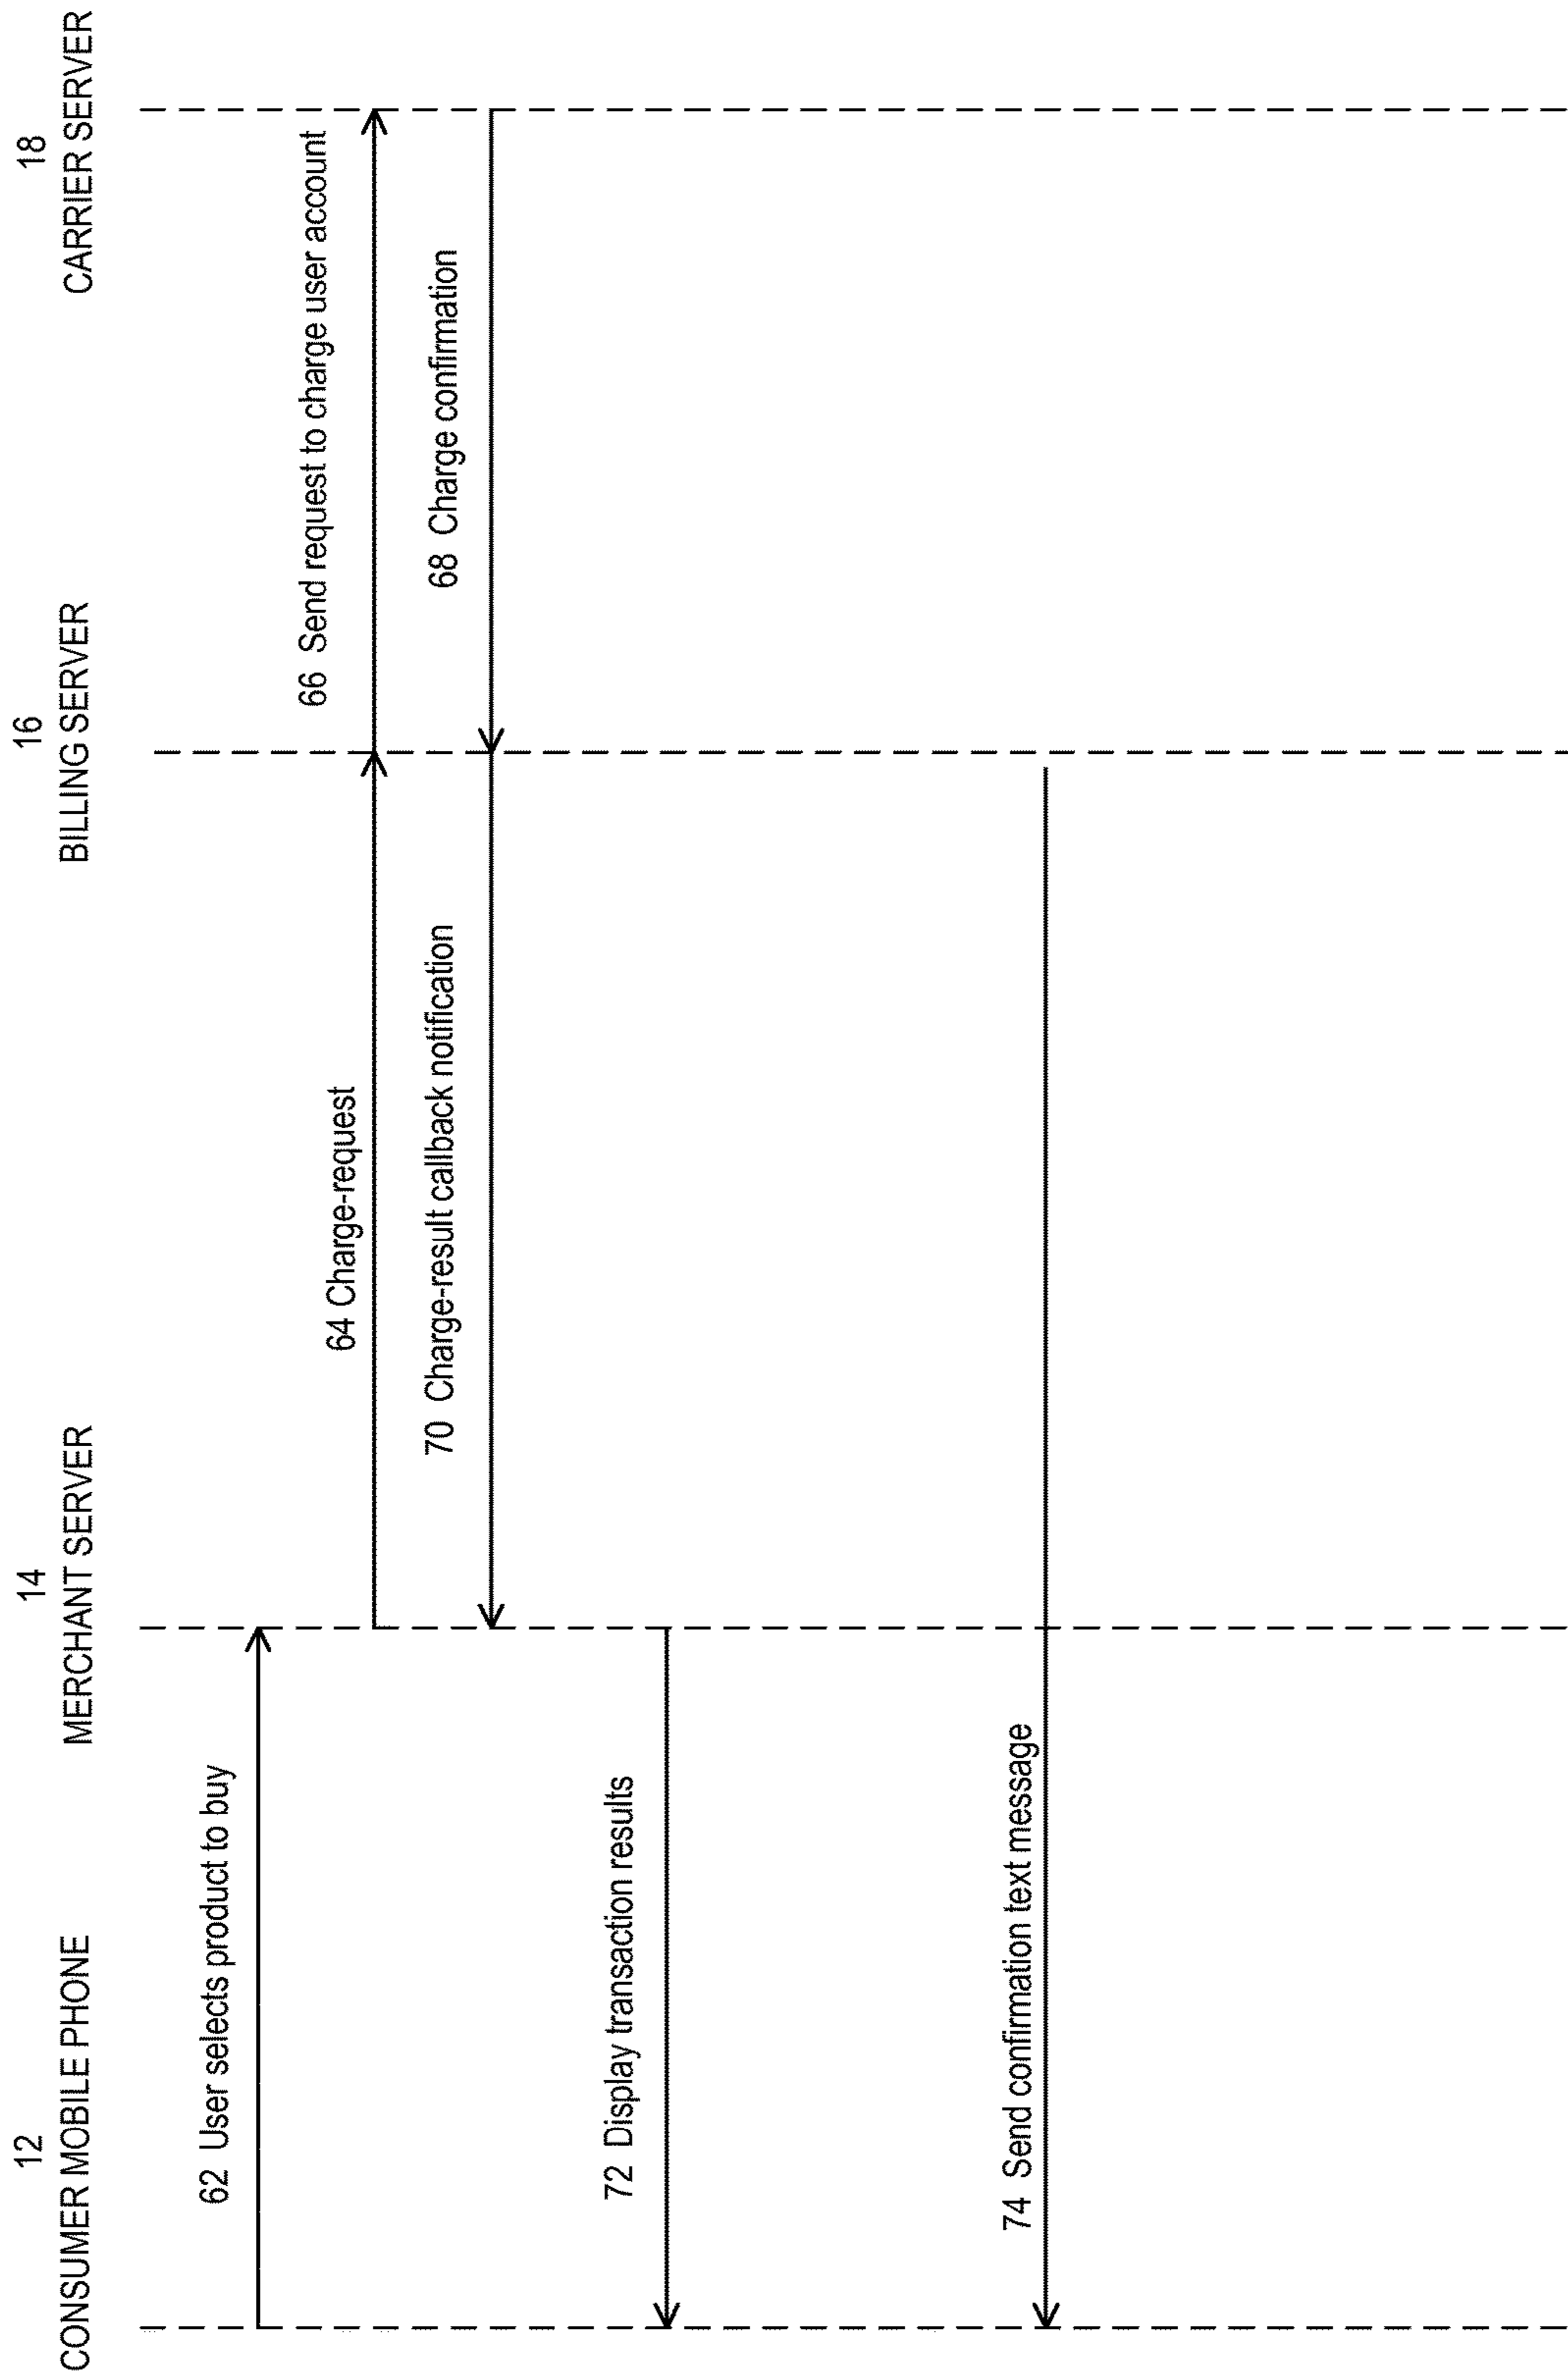 12
CONSUMER MOBILE PHONE
14
MERCHANT SERVER
16
BILLING SERVER
18
CARRIER SERVER
62 User selects product to buy
64 Charge-request
66 Send request to charge user account
68 Charge confirmation
70 Charge-result callback notification
72 Display transaction results
74 Send confirmation text message